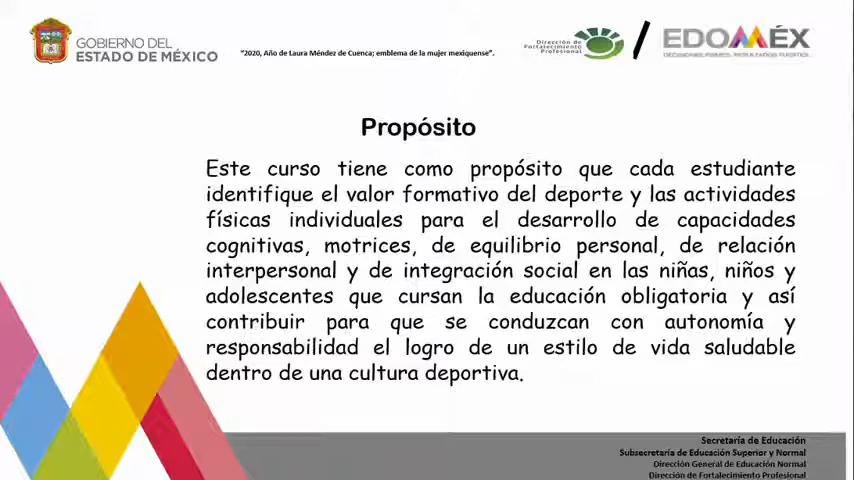 GOBIERNO DEL
ESTADO DE MÉXICO
"2020, Año de Laura Méndez de Cuenca; emblema de la mujer mexiquense".
Dirección de
Fortalecimiento
Profesional
EDOMÉX
DECISIONES FIRMES, RESULTADOS FUERTES.
Propósito
Este curso tiene como propósito que cada estudiante
identifique el valor formativo del deporte y las actividades
físicas individuales para el desarrollo de capacidades
cognitivas, motrices, de equilibrio personal, de relación
interpersonal y de integración social en las niñas, niños y
adolescentes que cursan la educación obligatoria y así
contribuir para que se conduzcan con autonomía y
responsabilidad el logro de un estilo de vida saludable
dentro de una cultura deportiva.
Secretaría de Educación
Subsecretaría de Educación Superior y Normal
Dirección General de Educación Normal
Dirección de Fortalecimiento Profesional